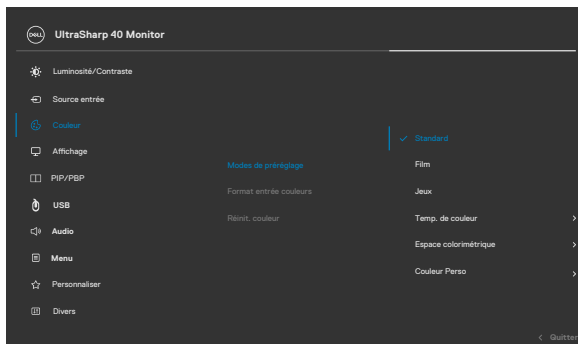 DELL UltraSharp 40 Monitor
Luminosité/Contraste
Source entrée
Couleur
Affichage
PIP/PBP
USB
Audio
Menu
Personnaliser
Divers
Modes de préréglage
Format entrée couleurs
Réinit. couleur
Standard
Film
Jeux
Temp. de couleur
Espace colorimétrique
Couleur Perso
Quitter